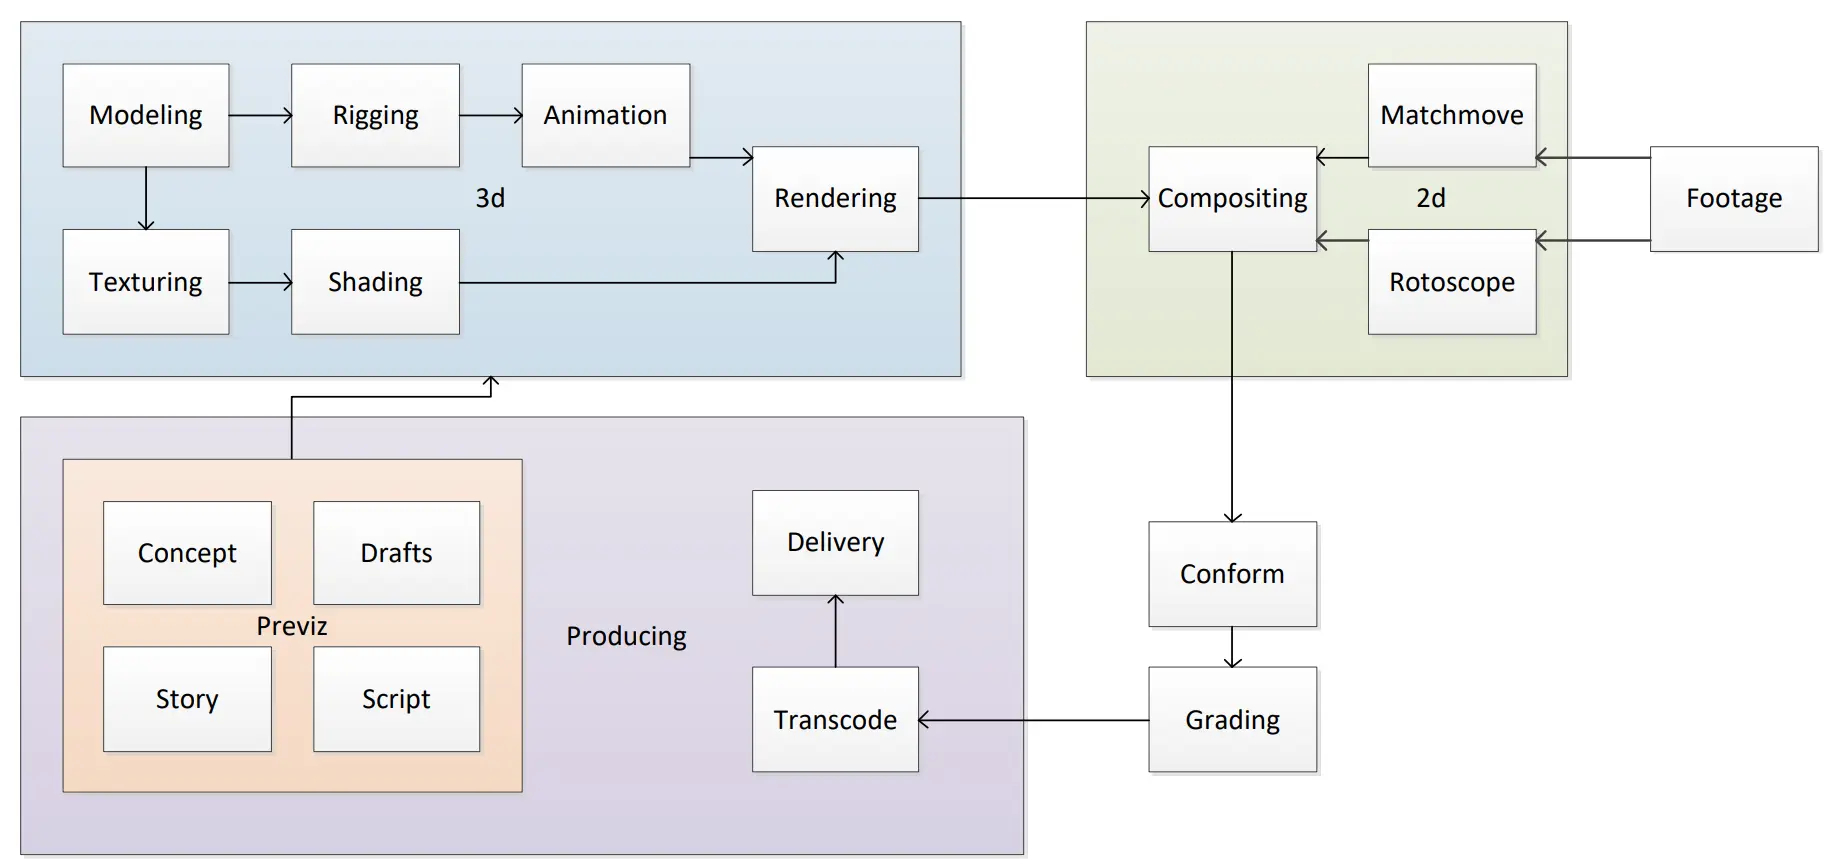 Modeling
Rigging
Animation
Rendering
3d
Texturing
Shading
Matchmove
Compositing
2d
Rotoscope
Footage
Concept
Drafts
Previz
Story
Script
Producing
Delivery
Transcode
Conform
Grading